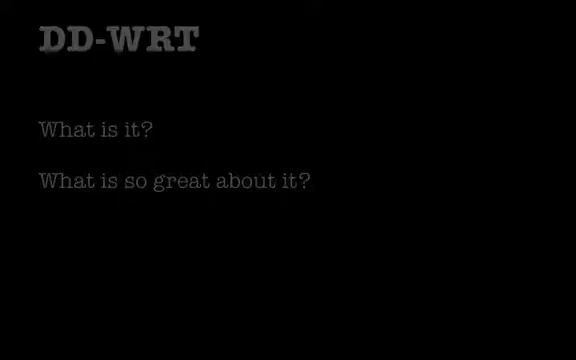 DD-WRT
What is it?
What is so great about it?